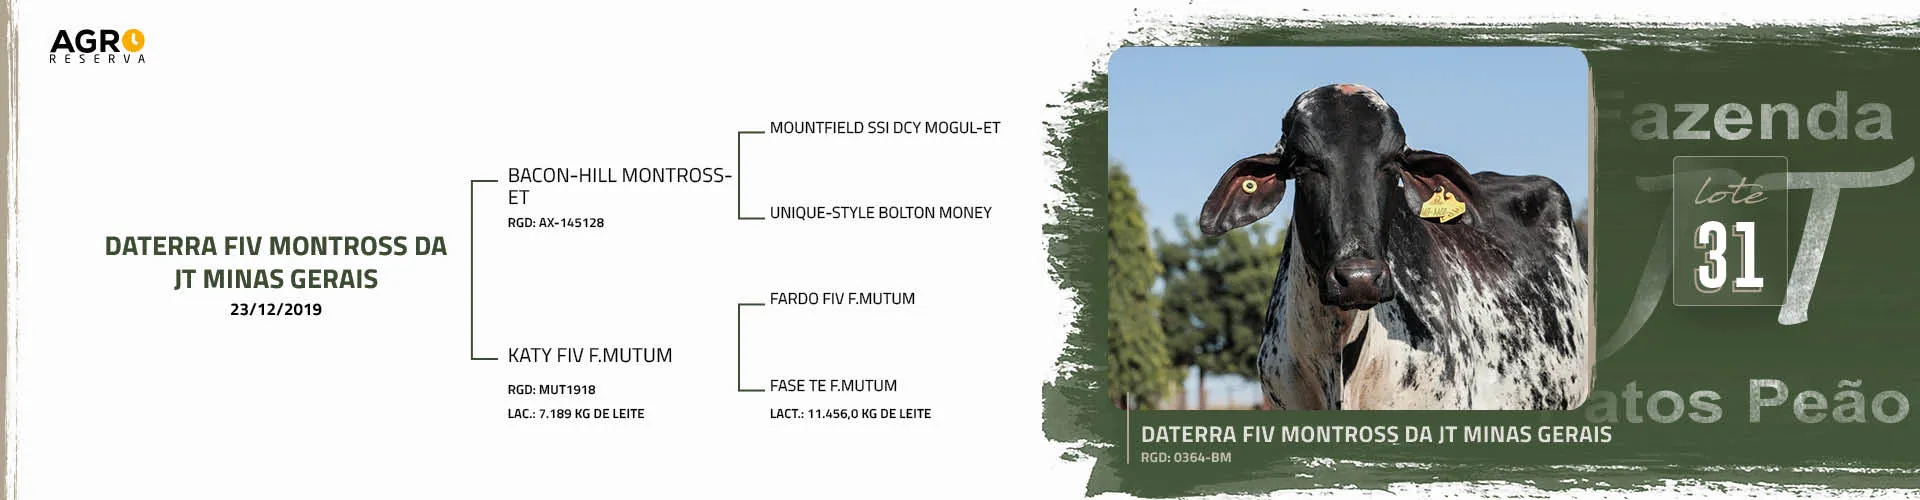 AGRO
RESERVA
DATERRA FIV MONTROSS DA
JT MINAS GERAIS
23/12/2019
BACON-HILL MONTROSS-
ET
RGD: AX-145128
KATY FIV F.MUTUM
RGD: MUT1918
LAC.: 7.189 KG DE LEITE
MOUNTFIELD SSI DCY MOGUL-ET
UNIQUE-STYLE BOLTON MONEY
FARDO FIV F.MUTUM
FASE TE F.MUTUM
LACT.: 11.456,0 KG DE LEITE
Fazenda
JT
lote
31
atos Peão
DATERRA FIV MONTROSS DA JT MINAS GERAIS
RGD: 0364-BM